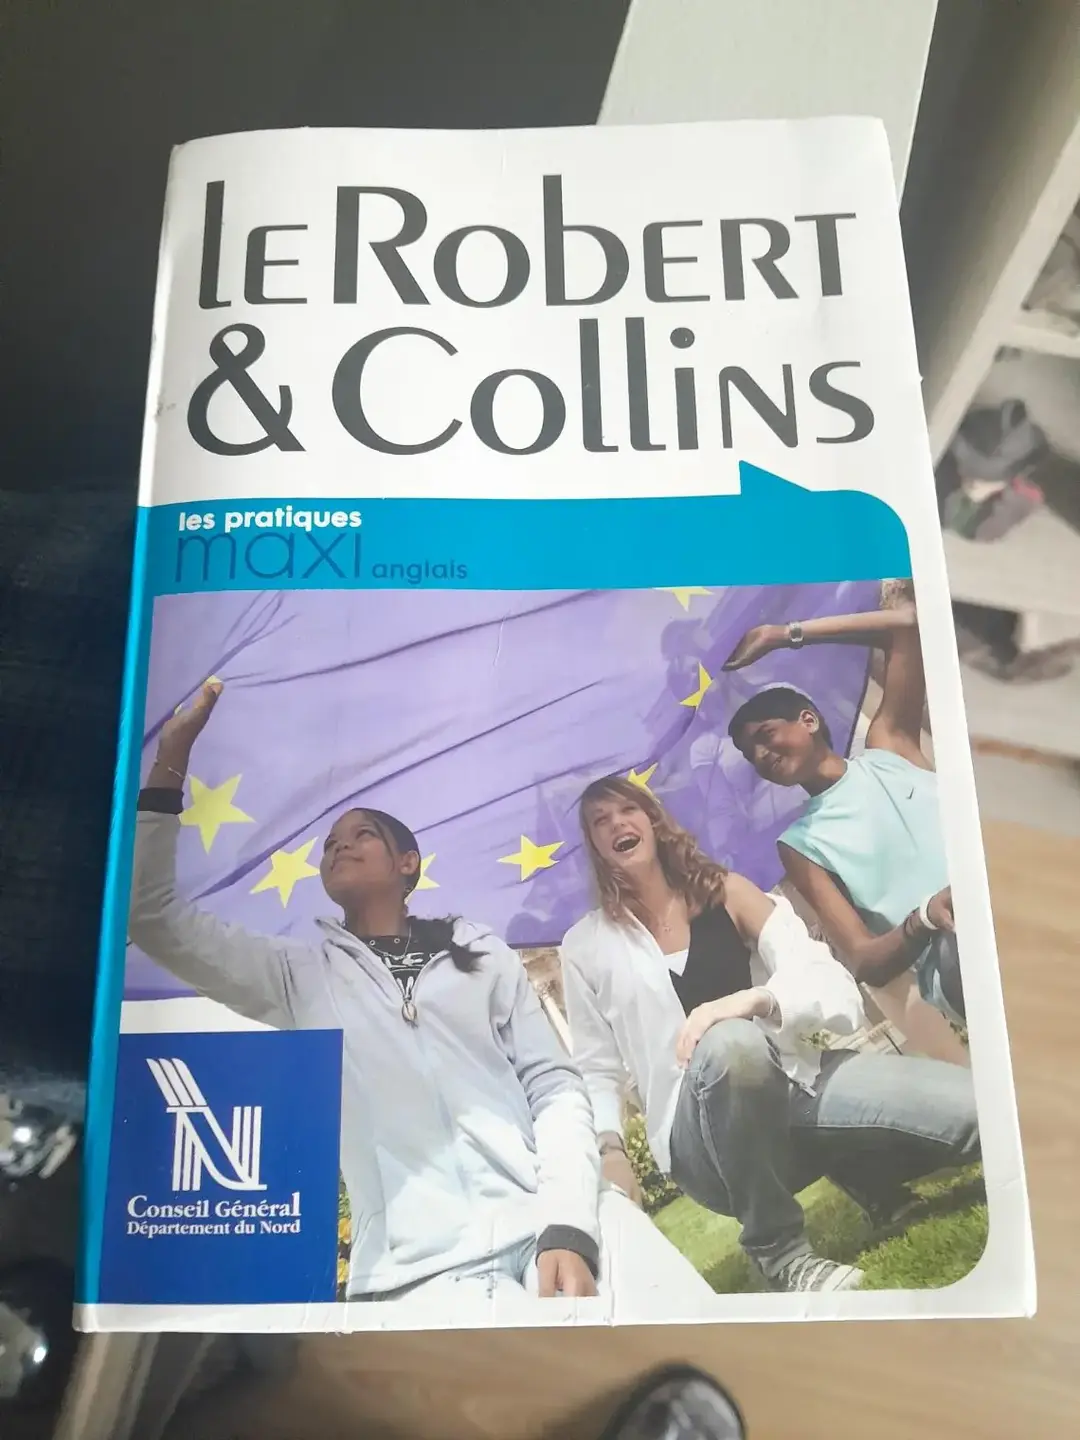 le Robert
& Collins
les pratiques
maxi anglais
Conseil Général
Département du Nord